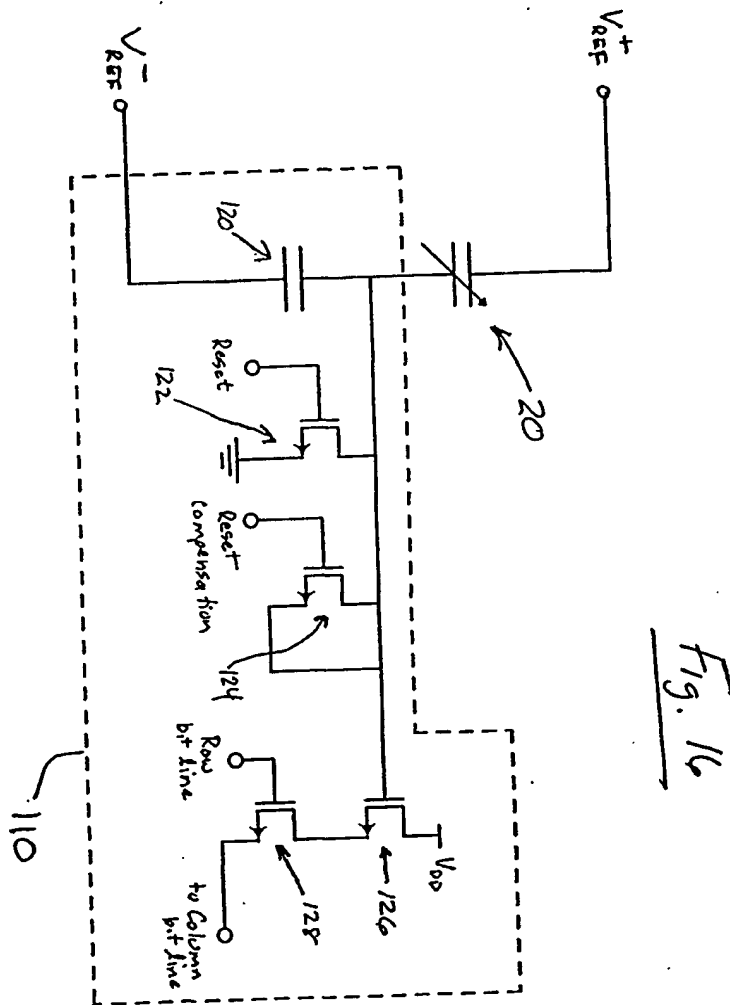 V+REF
V-REF
20
120
Reset
122
Reset
compensation
124
Row
bit line
VDD
126
128
to Column
bit line
110
Fig. 16